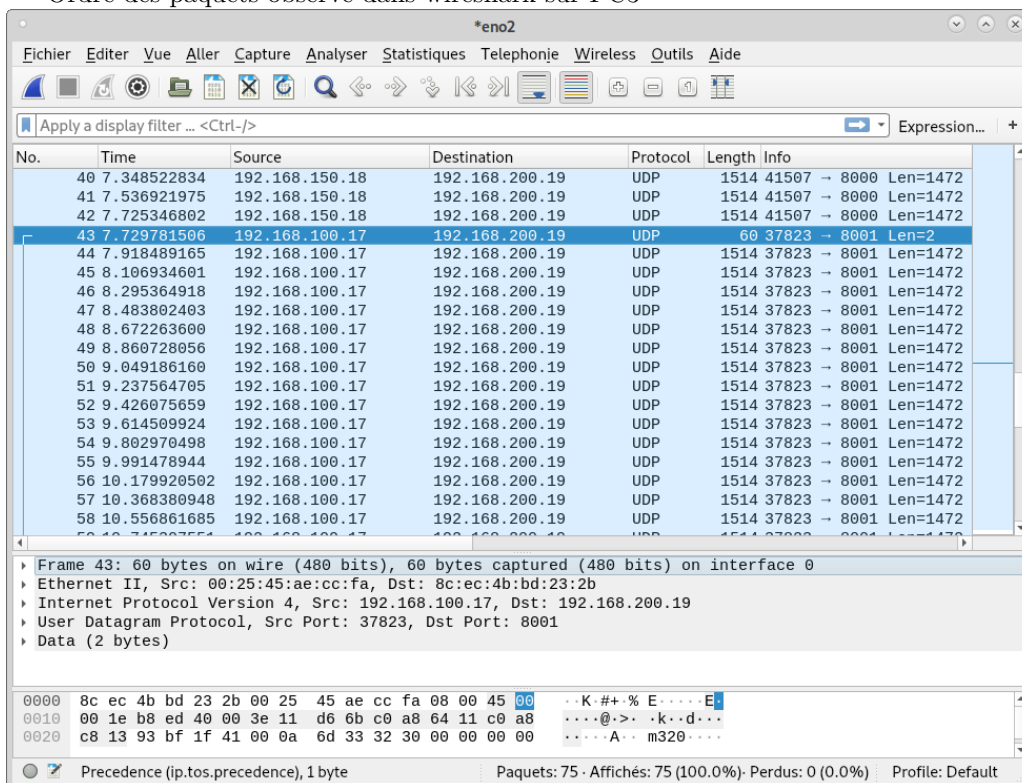 Ordre des paquets observé dans wireshark sur PC3
*eno2
Fichier Editer Vue Aller Capture Analyser Statistiques Telephonie Wireless Outils Aide
Apply a display filter ... <Ctrl-/> Expression... +
No. Time Source Destination Protocol Length Info
40 7.348522834 192.168.150.18 192.168.200.19 UDP 1514 41507 → 8000 Len=1472
41 7.536921975 192.168.150.18 192.168.200.19 UDP 1514 41507 → 8000 Len=1472
42 7.725346802 192.168.150.18 192.168.200.19 UDP 1514 41507 → 8000 Len=1472
43 7.729781506 192.168.100.17 192.168.200.19 UDP 60 37823 → 8001 Len=2
44 7.918489165 192.168.100.17 192.168.200.19 UDP 1514 37823 → 8001 Len=1472
45 8.106934601 192.168.100.17 192.168.200.19 UDP 1514 37823 → 8001 Len=1472
46 8.295364918 192.168.100.17 192.168.200.19 UDP 1514 37823 → 8001 Len=1472
47 8.483802403 192.168.100.17 192.168.200.19 UDP 1514 37823 → 8001 Len=1472
48 8.672263600 192.168.100.17 192.168.200.19 UDP 1514 37823 → 8001 Len=1472
49 8.860728056 192.168.100.17 192.168.200.19 UDP 1514 37823 → 8001 Len=1472
50 9.049186160 192.168.100.17 192.168.200.19 UDP 1514 37823 → 8001 Len=1472
51 9.237564705 192.168.100.17 192.168.200.19 UDP 1514 37823 → 8001 Len=1472
52 9.426075659 192.168.100.17 192.168.200.19 UDP 1514 37823 → 8001 Len=1472
53 9.614509924 192.168.100.17 192.168.200.19 UDP 1514 37823 → 8001 Len=1472
54 9.802970498 192.168.100.17 192.168.200.19 UDP 1514 37823 → 8001 Len=1472
55 9.991478944 192.168.100.17 192.168.200.19 UDP 1514 37823 → 8001 Len=1472
56 10.179920502 192.168.100.17 192.168.200.19 UDP 1514 37823 → 8001 Len=1472
57 10.368380948 192.168.100.17 192.168.200.19 UDP 1514 37823 → 8001 Len=1472
58 10.556861685 192.168.100.17 192.168.200.19 UDP 1514 37823 → 8001 Len=1472
Frame 43: 60 bytes on wire (480 bits), 60 bytes captured (480 bits) on interface 0
Ethernet II, Src: 00:25:45:ae:cc:fa, Dst: 8c:ec:4b:bd:23:2b
Internet Protocol Version 4, Src: 192.168.100.17, Dst: 192.168.200.19
User Datagram Protocol, Src Port: 37823, Dst Port: 8001
Data (2 bytes)
0000 8c ec 4b bd 23 2b 00 25 45 ae cc fa 08 00 45 00 ··K·#+·% E·····E·
0010 00 1e b8 ed 40 00 3e 11 d6 6b c0 a8 64 11 c0 a8 ····@·>· ·k··d···
0020 c8 13 93 bf 1f 41 00 0a 6d 33 32 30 00 00 00 00 ·····A·· m320····
Precedence (ip.tos.precedence), 1 byte Paquets: 75 · Affichés: 75 (100.0%)· Perdus: 0 (0.0%) Profile: Default